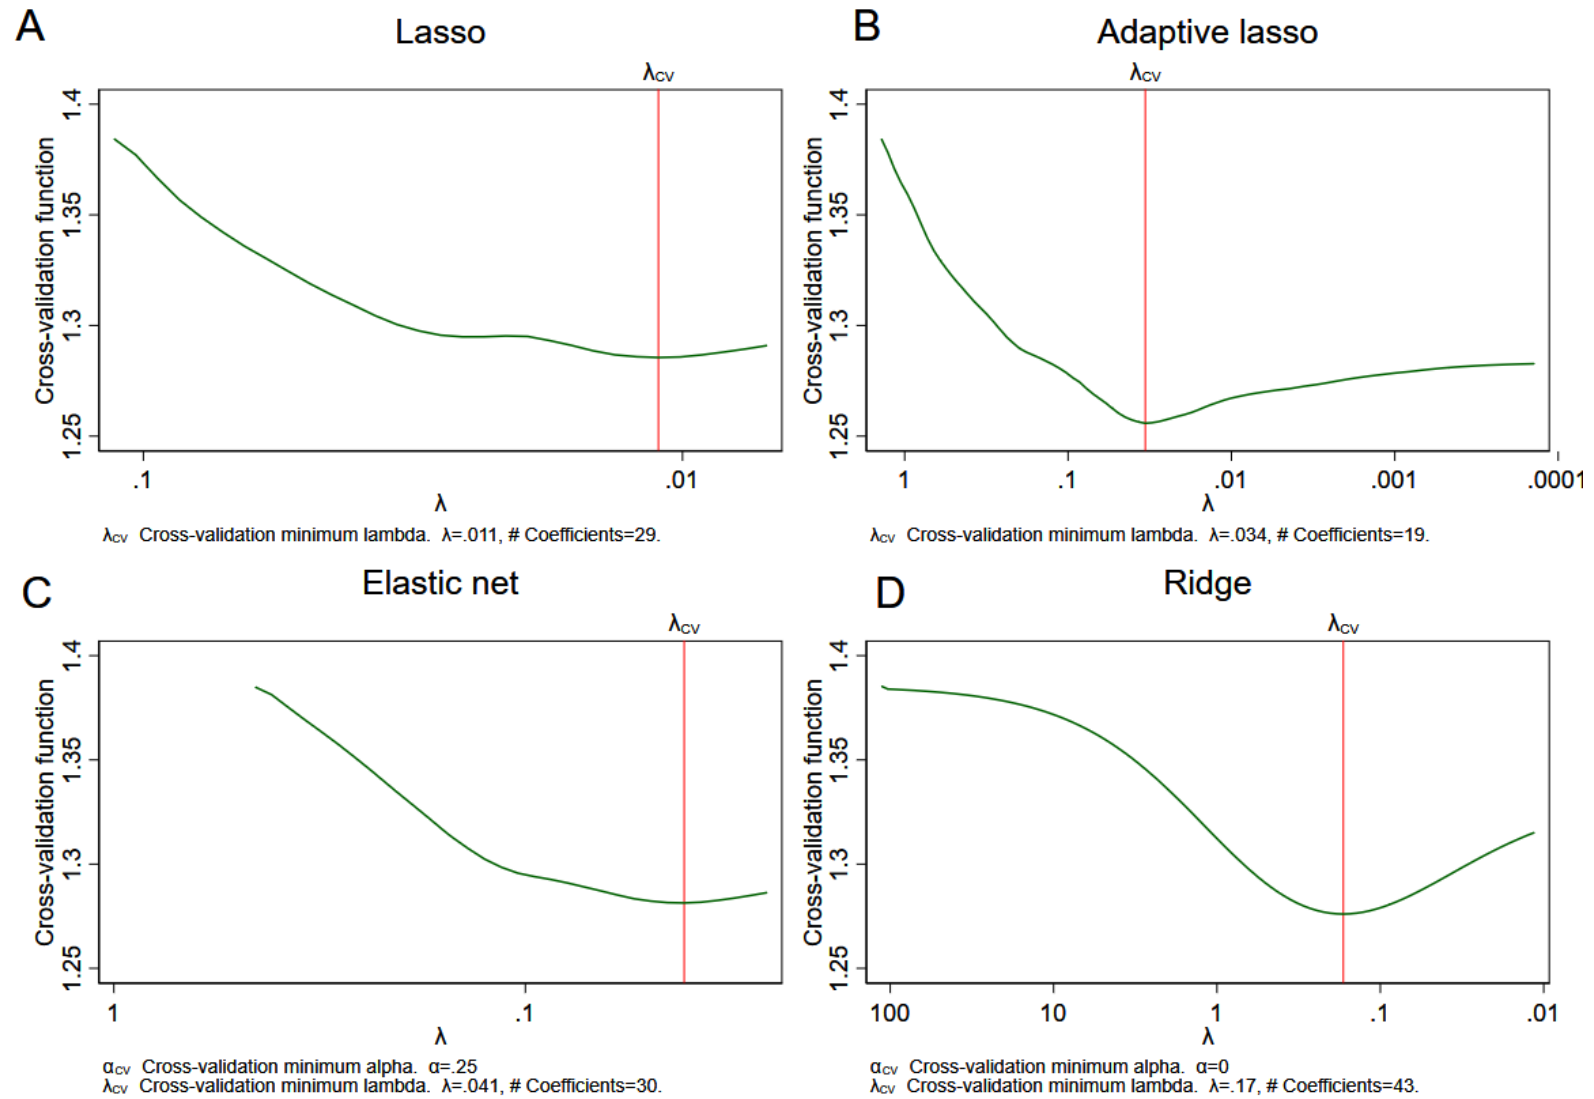 A
Lasso
λCV
Cross-validation function
1.4
1.35
1.3
1.25
.1
.01
λ
λCV Cross-validation minimum lambda. λ=.011, # Coefficients=29.
B
Adaptive lasso
λCV
Cross-validation function
1.4
1.35
1.3
1.25
1
.1
.01
.001
.0001
λ
λCV Cross-validation minimum lambda. λ=.034, # Coefficients=19.
C
Elastic net
λCV
Cross-validation function
1.4
1.35
1.3
1.25
1
.1
λ
αCV Cross-validation minimum alpha. α=.25
λCV Cross-validation minimum lambda. λ=.041, # Coefficients=30.
D
Ridge
λCV
Cross-validation function
1.4
1.35
1.3
1.25
100
10
1
.1
.01
λ
αCV Cross-validation minimum alpha. α=0
λCV Cross-validation minimum lambda. λ=.17, # Coefficients=43.